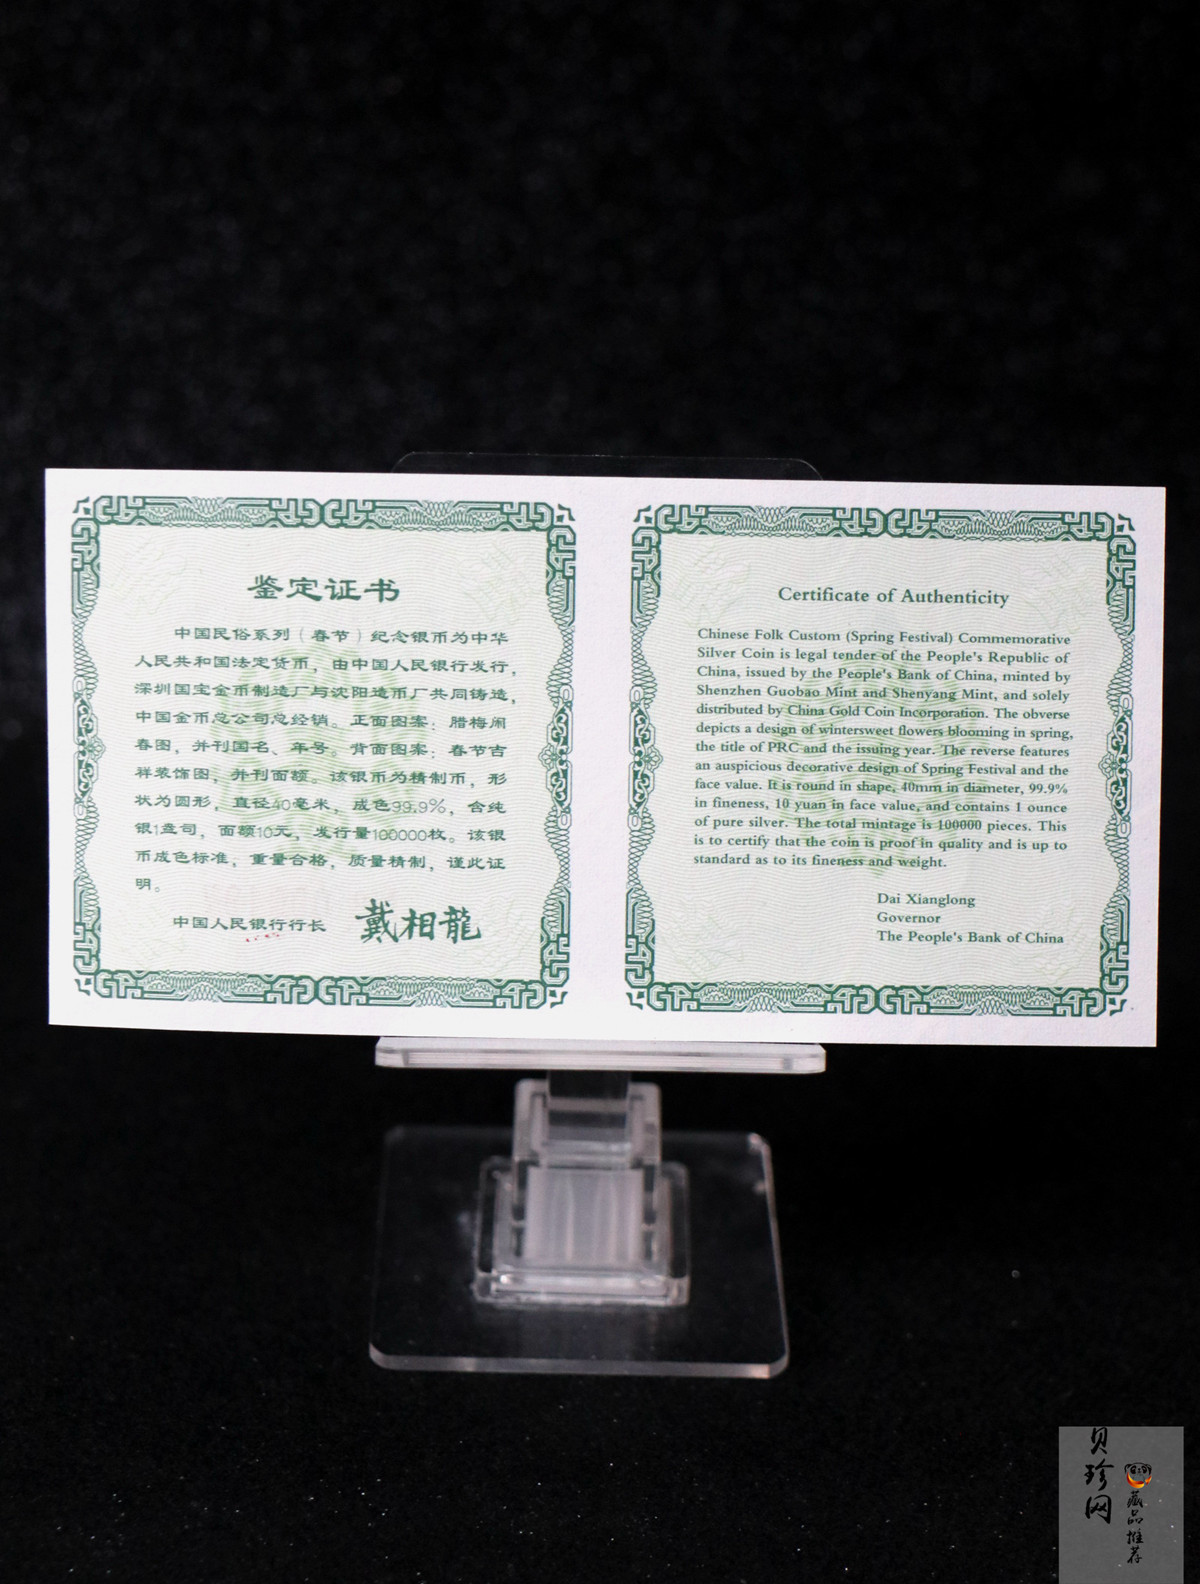 鉴定证书
中国民俗系列（春节）纪念银币为中华
人民共和国法定货币，由中国人民银行发行，
深圳国宝金币制造厂与沈阳造币厂共同铸造，
中国金币总公司总经销。正面图案：腊梅闹
春图，并刊国名、年号。背面图案：春节吉
祥装饰图，并刊面额。该银币为精制币，形
状为圆形，直径40毫米，成色99.9%，含纯
银1盎司，面额10元，发行量100000枚。该银
币成色标准，重量合格，质量精制，谨此证
明。
中国人民银行行长 戴相龍
Certificate of Authenticity
Chinese Folk Custom (Spring Festival) Commemorative
Silver Coin is legal tender of the People's Republic of
China, issued by the People's Bank of China, minted by
Shenzhen Guobao Mint and Shenyang Mint, and solely
distributed by China Gold Coin Incorporation. The obverse
depicts a design of wintersweet flowers blooming in spring,
the title of PRC and the issuing year. The reverse features
an auspicious decorative design of Spring Festival and the
face value. It is round in shape, 40mm in diameter, 99.9%
in fineness, 10 yuan in face value, and contains 1 ounce
of pure silver. The total mintage is 100000 pieces. This
is to certify that the coin is proof in quality and is up to
standard as to its fineness and weight.
Dai Xianglong
Governor
The People's Bank of China
贝珍网
藏品推荐